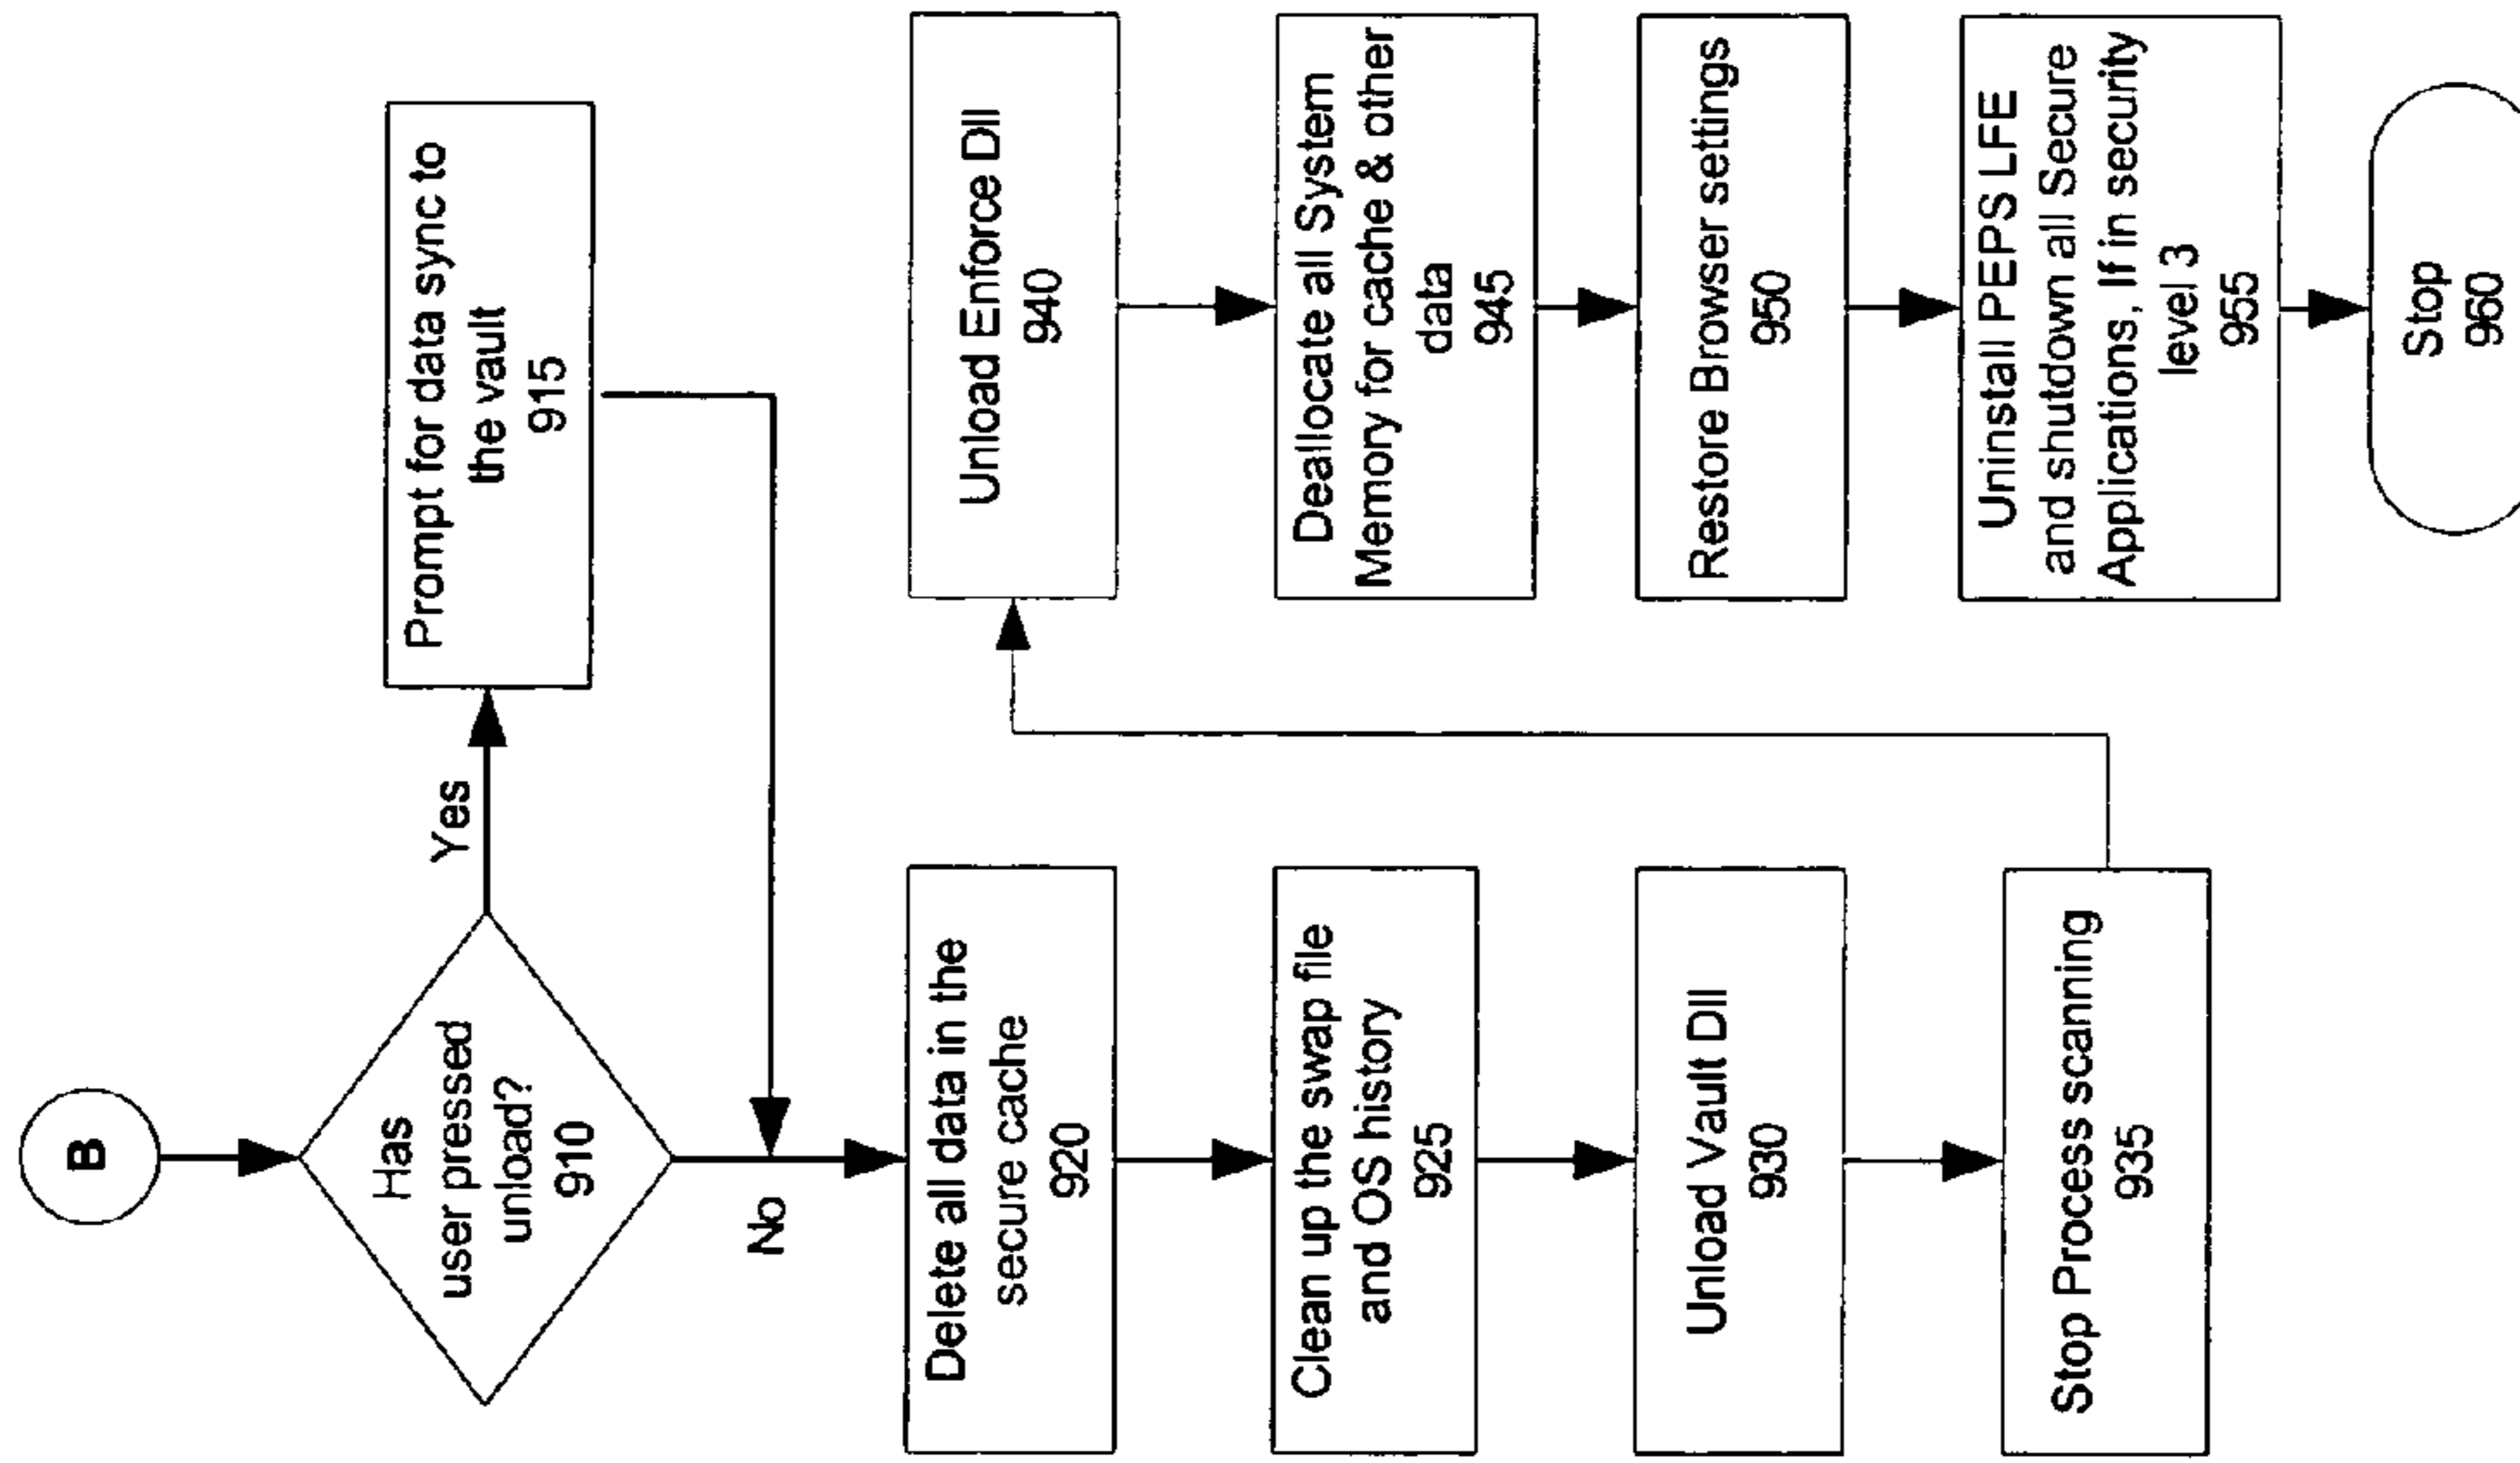 B
Has
user pressed
unload?
910
Yes
Prompt for data sync to
the vault
915
No
Delete all data in the
secure cache
920
Clean up the swap file
and OS history
925
Unload Vault Dll
930
Stop Process scanning
935
Unload Enforce Dll
940
Deallocate all System
Memory for cache & other
data
945
Restore Browser settings
950
Uninstall PEPS LFE
and shutdown all Secure
Applications, If in security
level 3
955
Stop
960